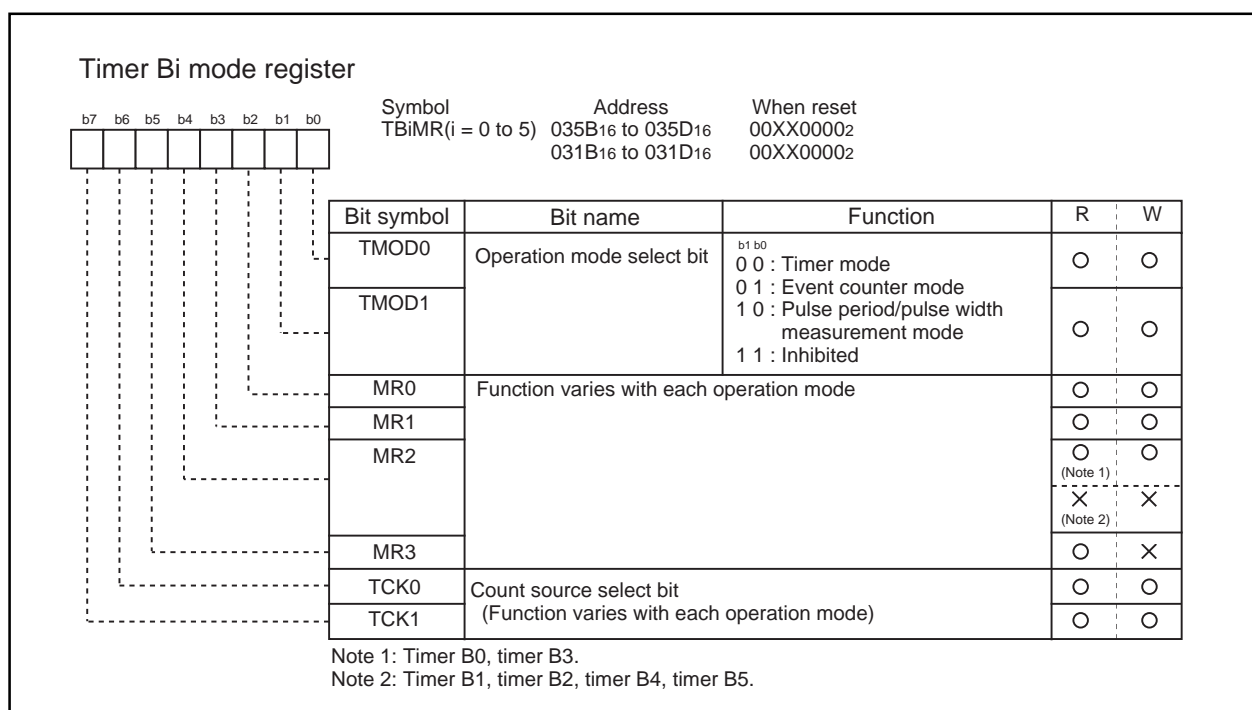 Timer Bi mode register
Symbol Address When reset
TBiMR(i = 0 to 5) 035B16 to 035D16 00XX00002
031B16 to 031D16 00XX00002
b7 b6 b5 b4 b3 b2 b1 b0
Bit symbol Bit name Function R W
TMOD0 Operation mode select bit
b1 b0
0 0 : Timer mode
0 1 : Event counter mode
TMOD1
1 0 : Pulse period/pulse width
measurement mode
1 1 : Inhibited
MR0 Function varies with each operation mode
MR1
MR2
(Note 1)
(Note 2)
MR3
TCK0 Count source select bit
TCK1 (Function varies with each operation mode)
Note 1: Timer B0, timer B3.
Note 2: Timer B1, timer B2, timer B4, timer B5.